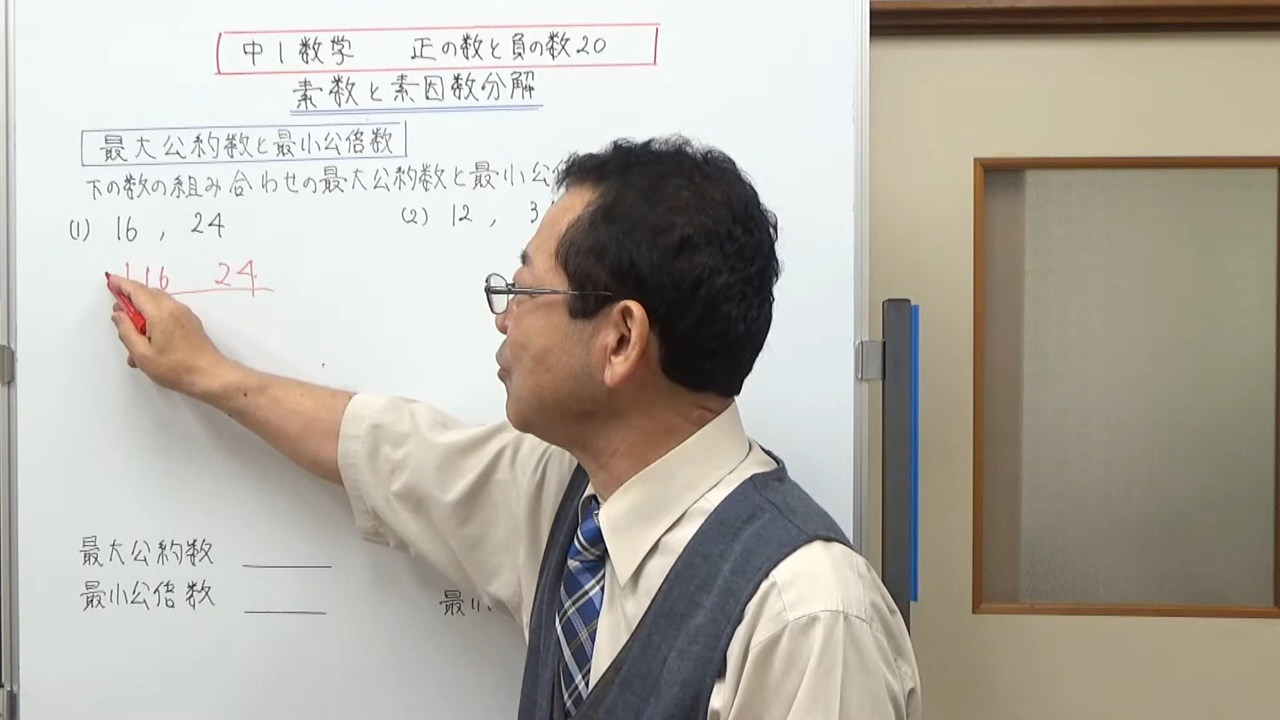 中1数学 正の数と負の数20
素数と素因数分解
最大公約数と最小公倍数
下の数の組み合わせの最大公約数と最小公
(1) 16 , 24
(2) 12 , 3
16 24
最大公約数
最小公倍数
最小